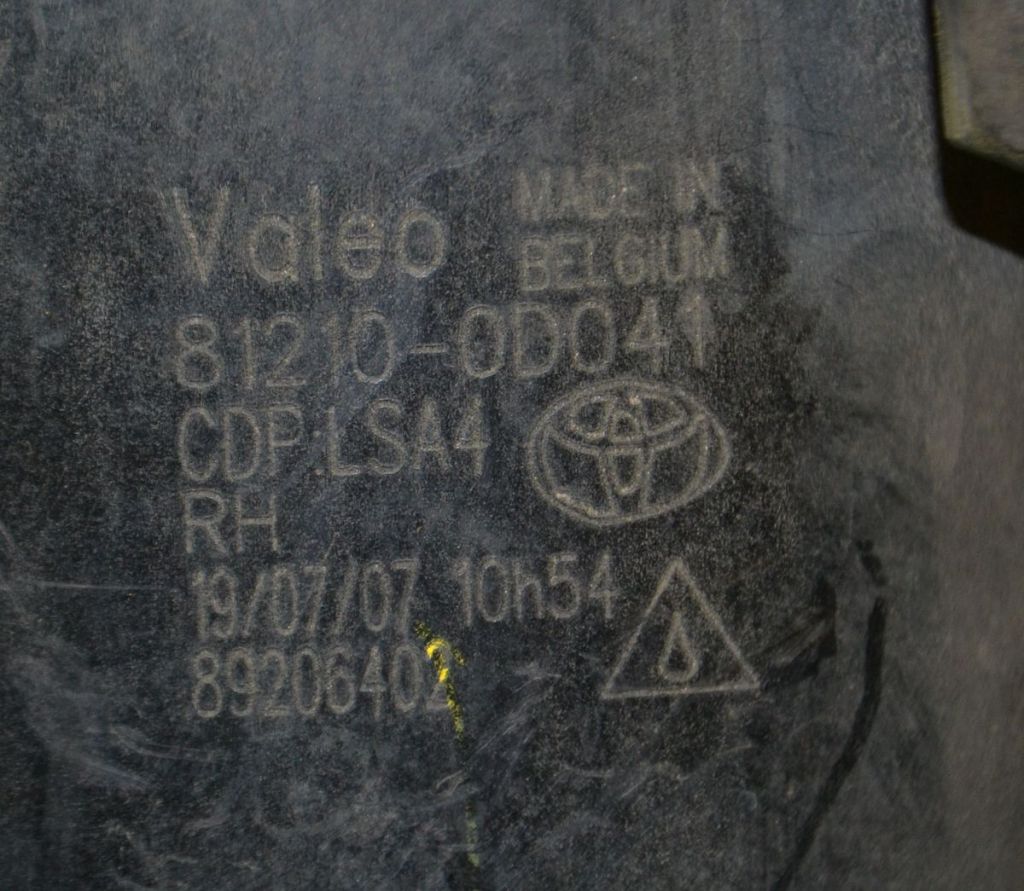 Valeo MADE IN
BELGIUM
81210-0D041
CDP:LSA4
RH
19/07/07 10h54
89206402